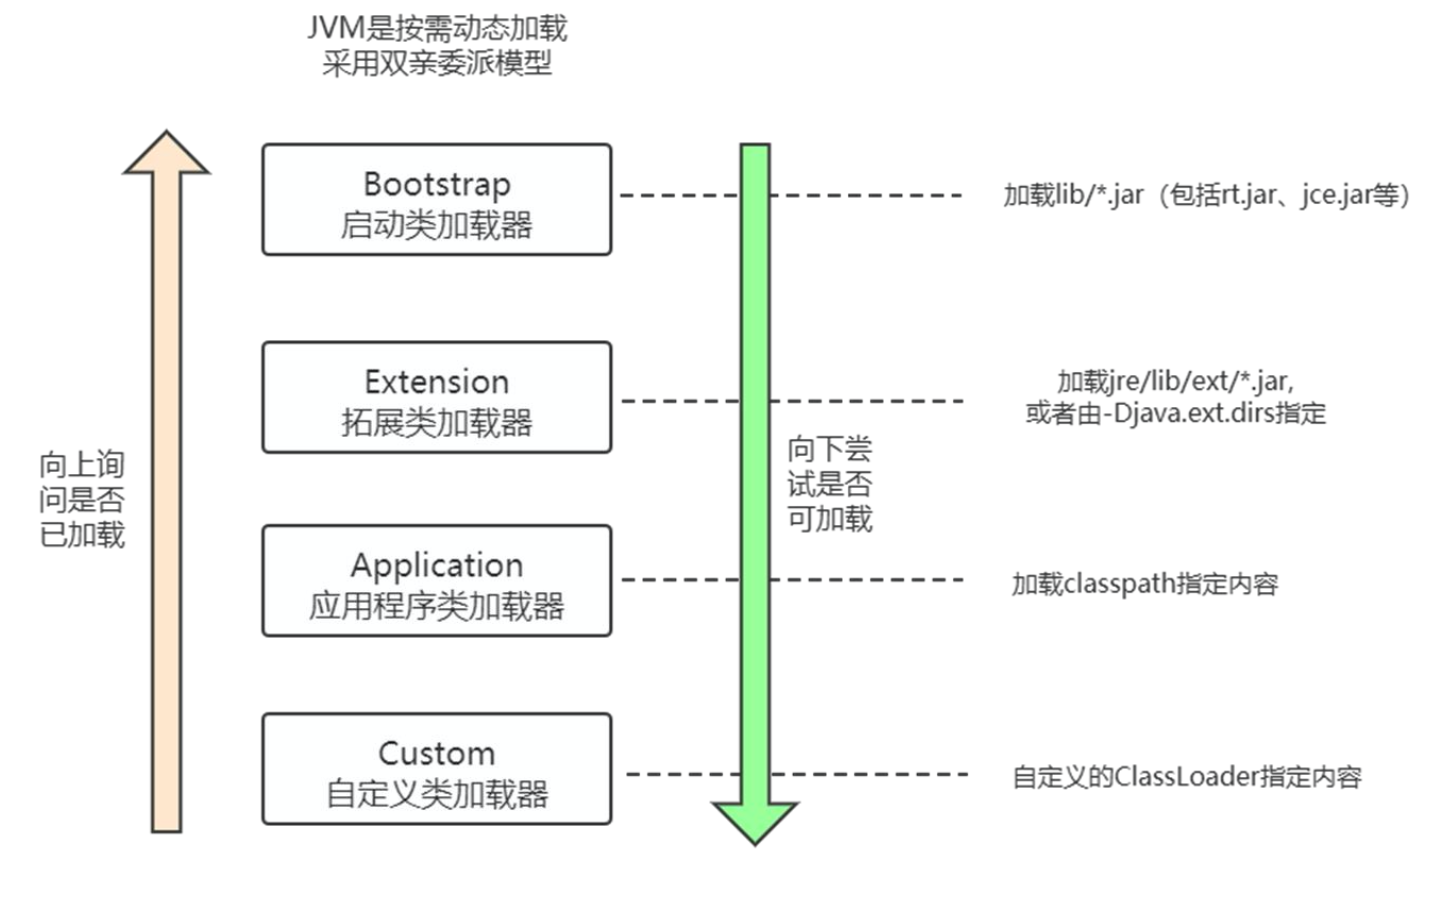 JVM是按需动态加载
采用双亲委派模型
Bootstrap
启动类加载器
加载lib/*.jar（包括rt.jar、jce.jar等）
Extension
拓展类加载器
加载jre/lib/ext/*.jar,
或者由-Djava.ext.dirs指定
向上询
问是否
已加载
向下尝
试是否
可加载
Application
应用程序类加载器
加载classpath指定内容
Custom
自定义类加载器
自定义的ClassLoader指定内容